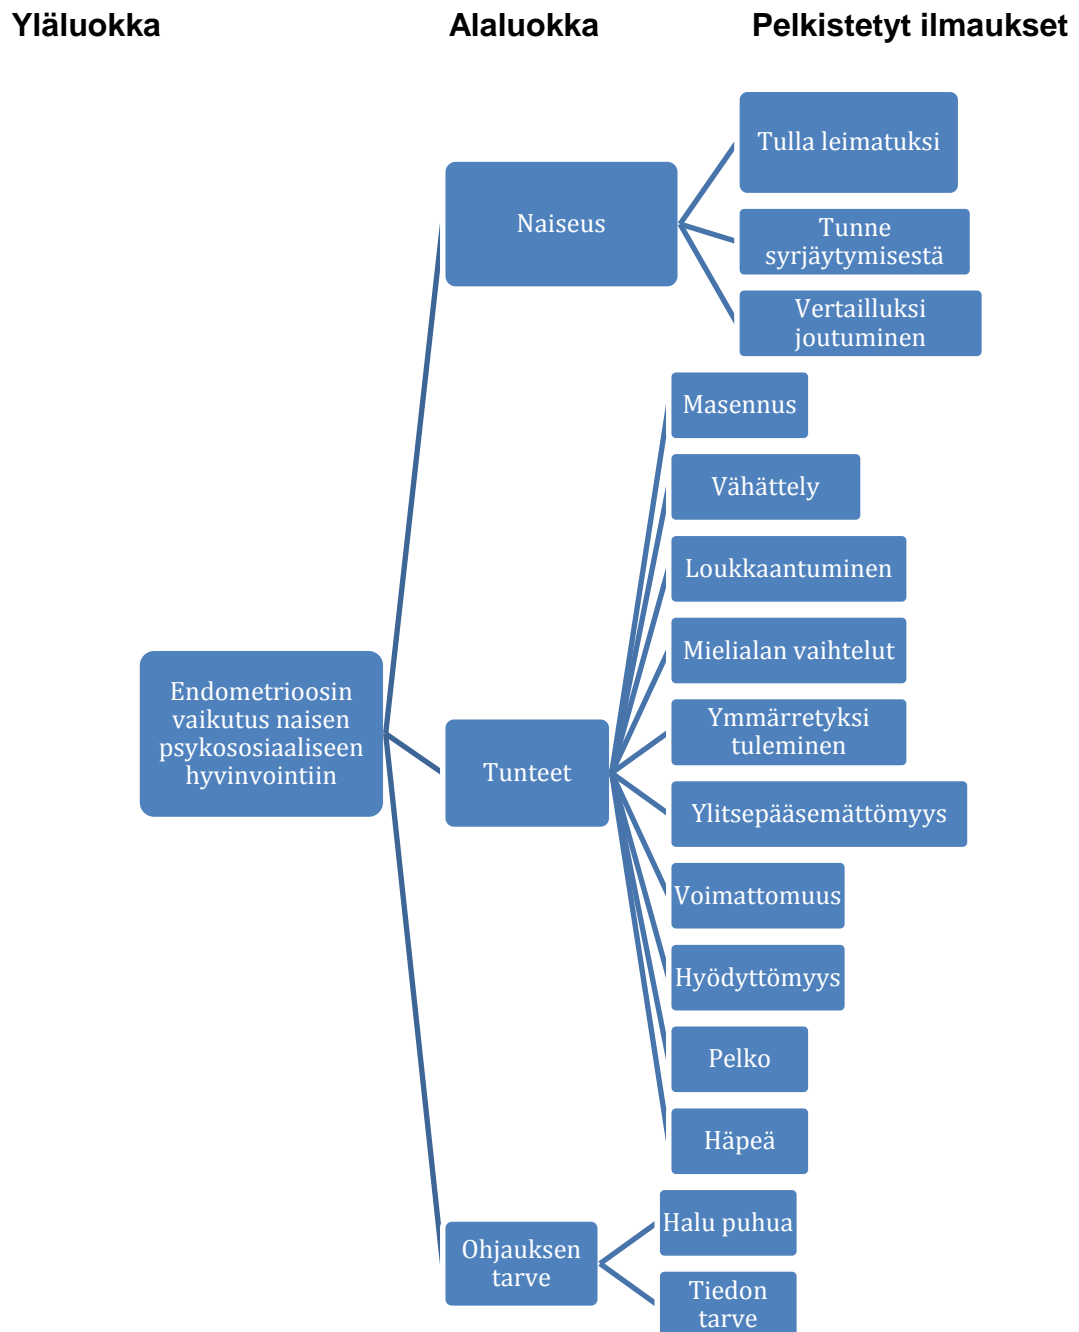 Yläluokka Alaluokka Pelkistetyt ilmaukset
Tulla leimatuksi
Naiseus
Tunne
syrjäytymisestä
Vertailluksi
joutuminen
Masennus
Vähättely
Loukkaantuminen
Mielialan vaihtelut
Endometrioosin
vaikutus naisen
psykososiaaliseen
hyvinvointiin
Tunteet
Ymmärretyksi
tuleminen
Ylitsepääsemättömyys
Voimattomuus
Hyödyttömyys
Pelko
Häpeä
Ohjauksen
tarve
Halu puhua
Tiedon
tarve